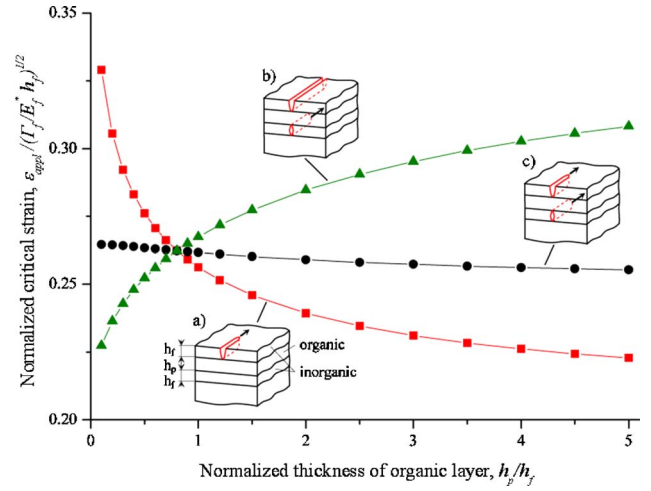 0.35
0.30
0.25
0.20
0
1
2
3
4
5
Normalized critical strain, ε_appl/(Γ_f/E*_f h_f)^1/2
Normalized thickness of organic layer, h_p/h_f
b)
c)
a)
h_f
h_p
h_f
organic
inorganic